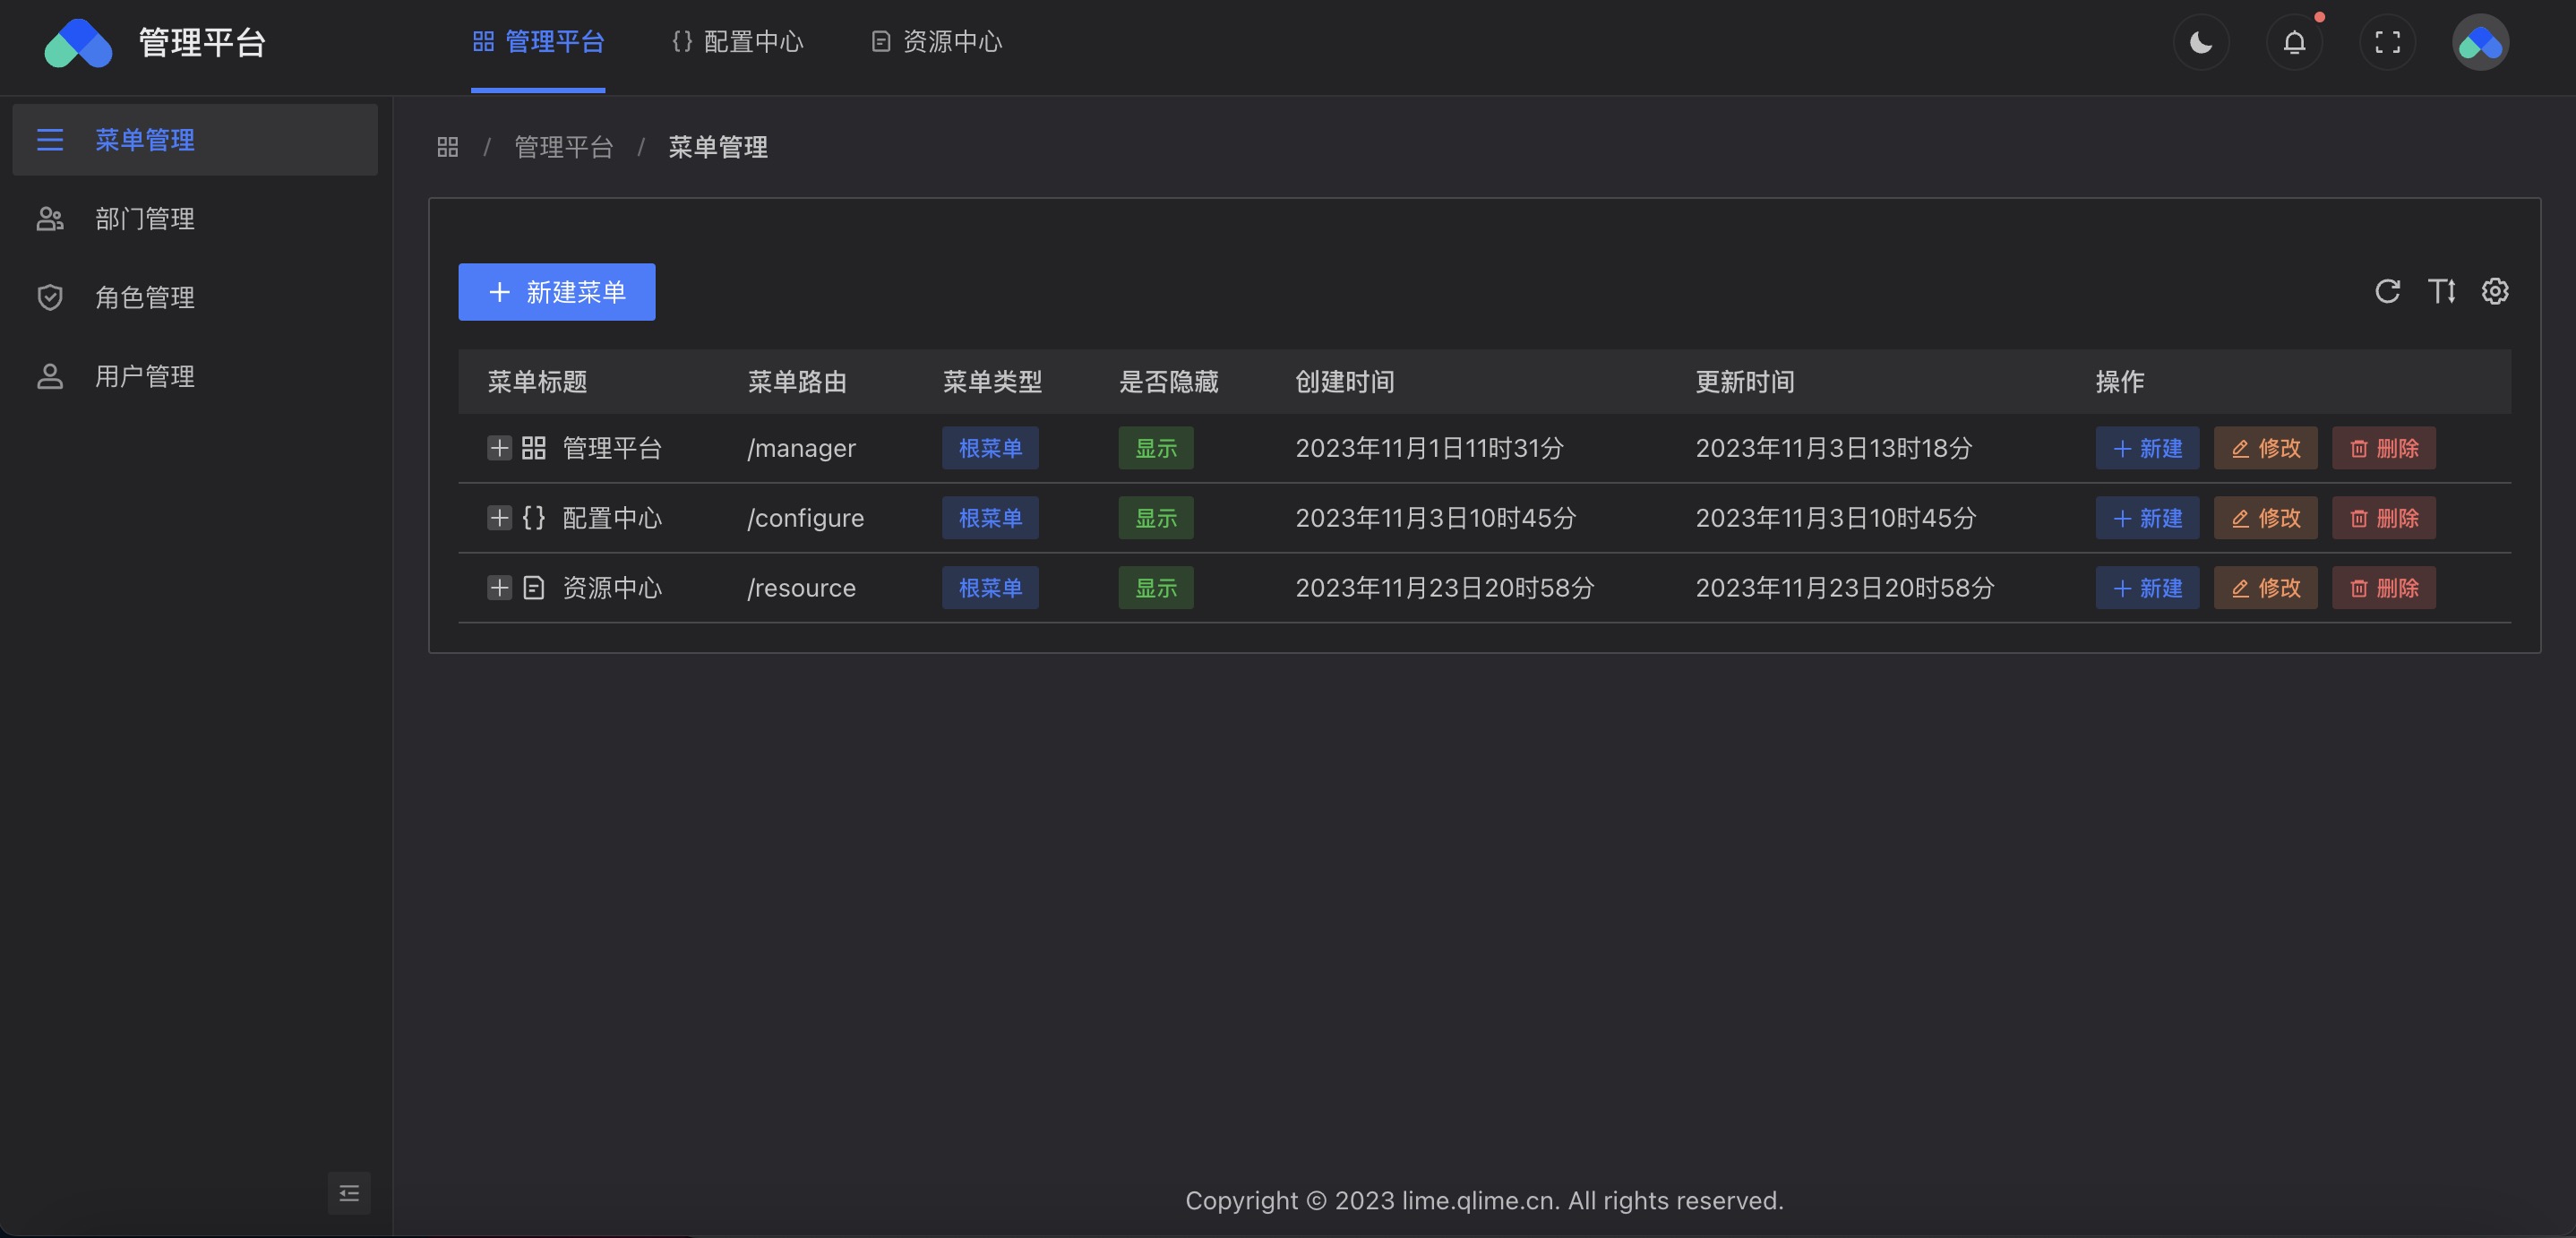 管理平台 管理平台 配置中心 资源中心
菜单管理
部门管理
角色管理
用户管理
/ 管理平台 / 菜单管理
新建菜单
菜单标题 菜单路由 菜单类型 是否隐藏 创建时间 更新时间 操作
管理平台 /manager 根菜单 显示 2023年11月1日11时31分 2023年11月3日13时18分 新建 修改 删除
配置中心 /configure 根菜单 显示 2023年11月3日10时45分 2023年11月3日10时45分 新建 修改 删除
资源中心 /resource 根菜单 显示 2023年11月23日20时58分 2023年11月23日20时58分 新建 修改 删除
Copyright © 2023 lime.qlime.cn. All rights reserved.